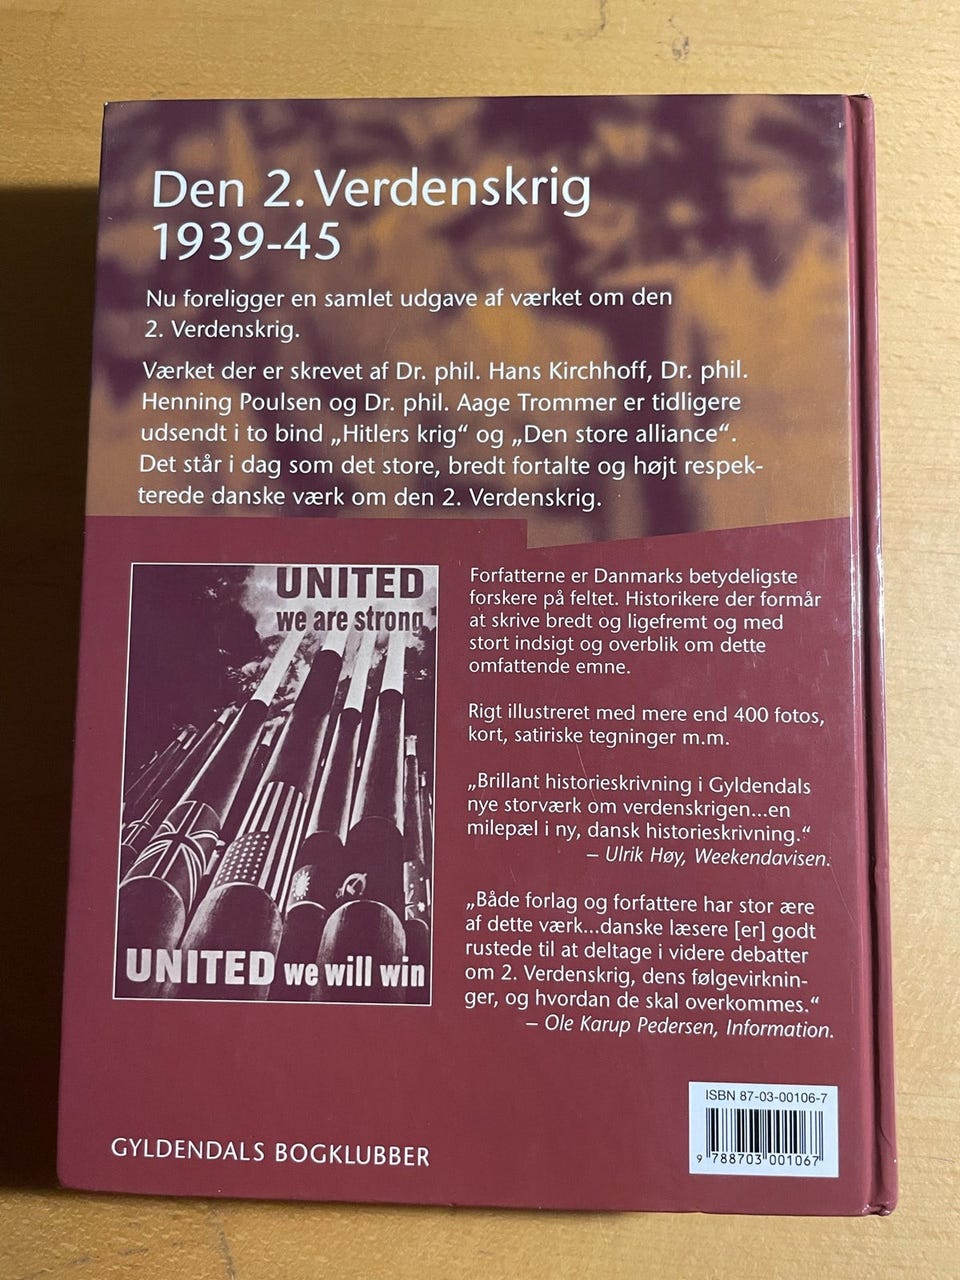 Den 2. Verdenskrig
1939-45
Nu foreligger en samlet udgave af værket om den
2. Verdenskrig.
Værket der er skrevet af Dr. phil. Hans Kirchhoff, Dr. phil.
Henning Poulsen og Dr. phil. Aage Trommer er tidligere
udsendt i to bind „Hitlers krig“ og „Den store alliance“.
Det står i dag som det store, bredt fortalte og højt respek-
terede danske værk om den 2. Verdenskrig.
UNITED
we are strong
UNITED we will win
Forfatterne er Danmarks betydeligste
forskere på feltet. Historikere der formår
at skrive bredt og ligefremt og med
stort indsigt og overblik om dette
omfattende emne.
Rigt illustreret med mere end 400 fotos,
kort, satiriske tegninger m.m.
„Brillant historieskrivning i Gyldendals
nye storværk om verdenskrigen...en
milepæl i ny, dansk historieskrivning.“
– Ulrik Høy, Weekendavisen.
„Både forlag og forfattere har stor ære
af dette værk...danske læsere [er] godt
rustede til at deltage i videre debatter
om 2. Verdenskrig, dens følgevirknin-
ger, og hvordan de skal overkommes.“
– Ole Karup Pedersen, Information.
GYLDENDALS BOGKLUBBER
ISBN 87-03-00106-7
9 788703 001067